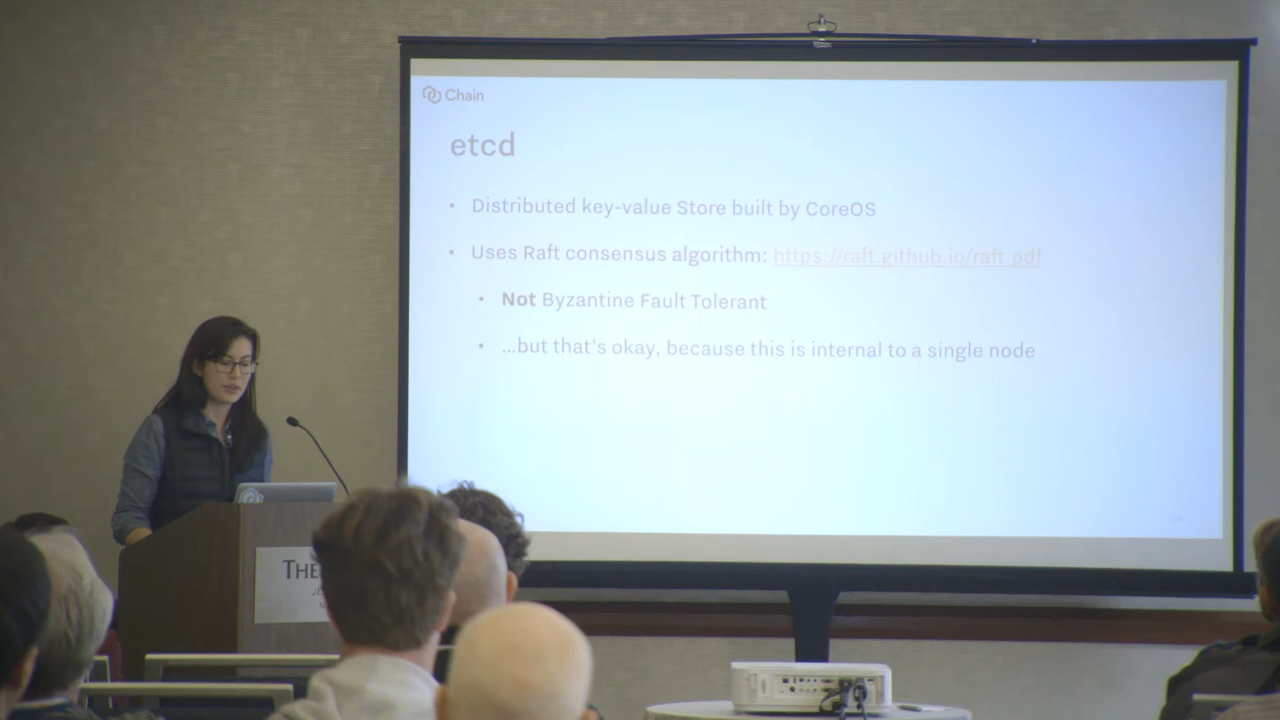 Chain
etcd
• Distributed key-value Store built by CoreOS
• Uses Raft consensus algorithm: https://raft.github.io/raft.pdf
• Not Byzantine Fault Tolerant
• ...but that's okay, because this is internal to a single node
THE